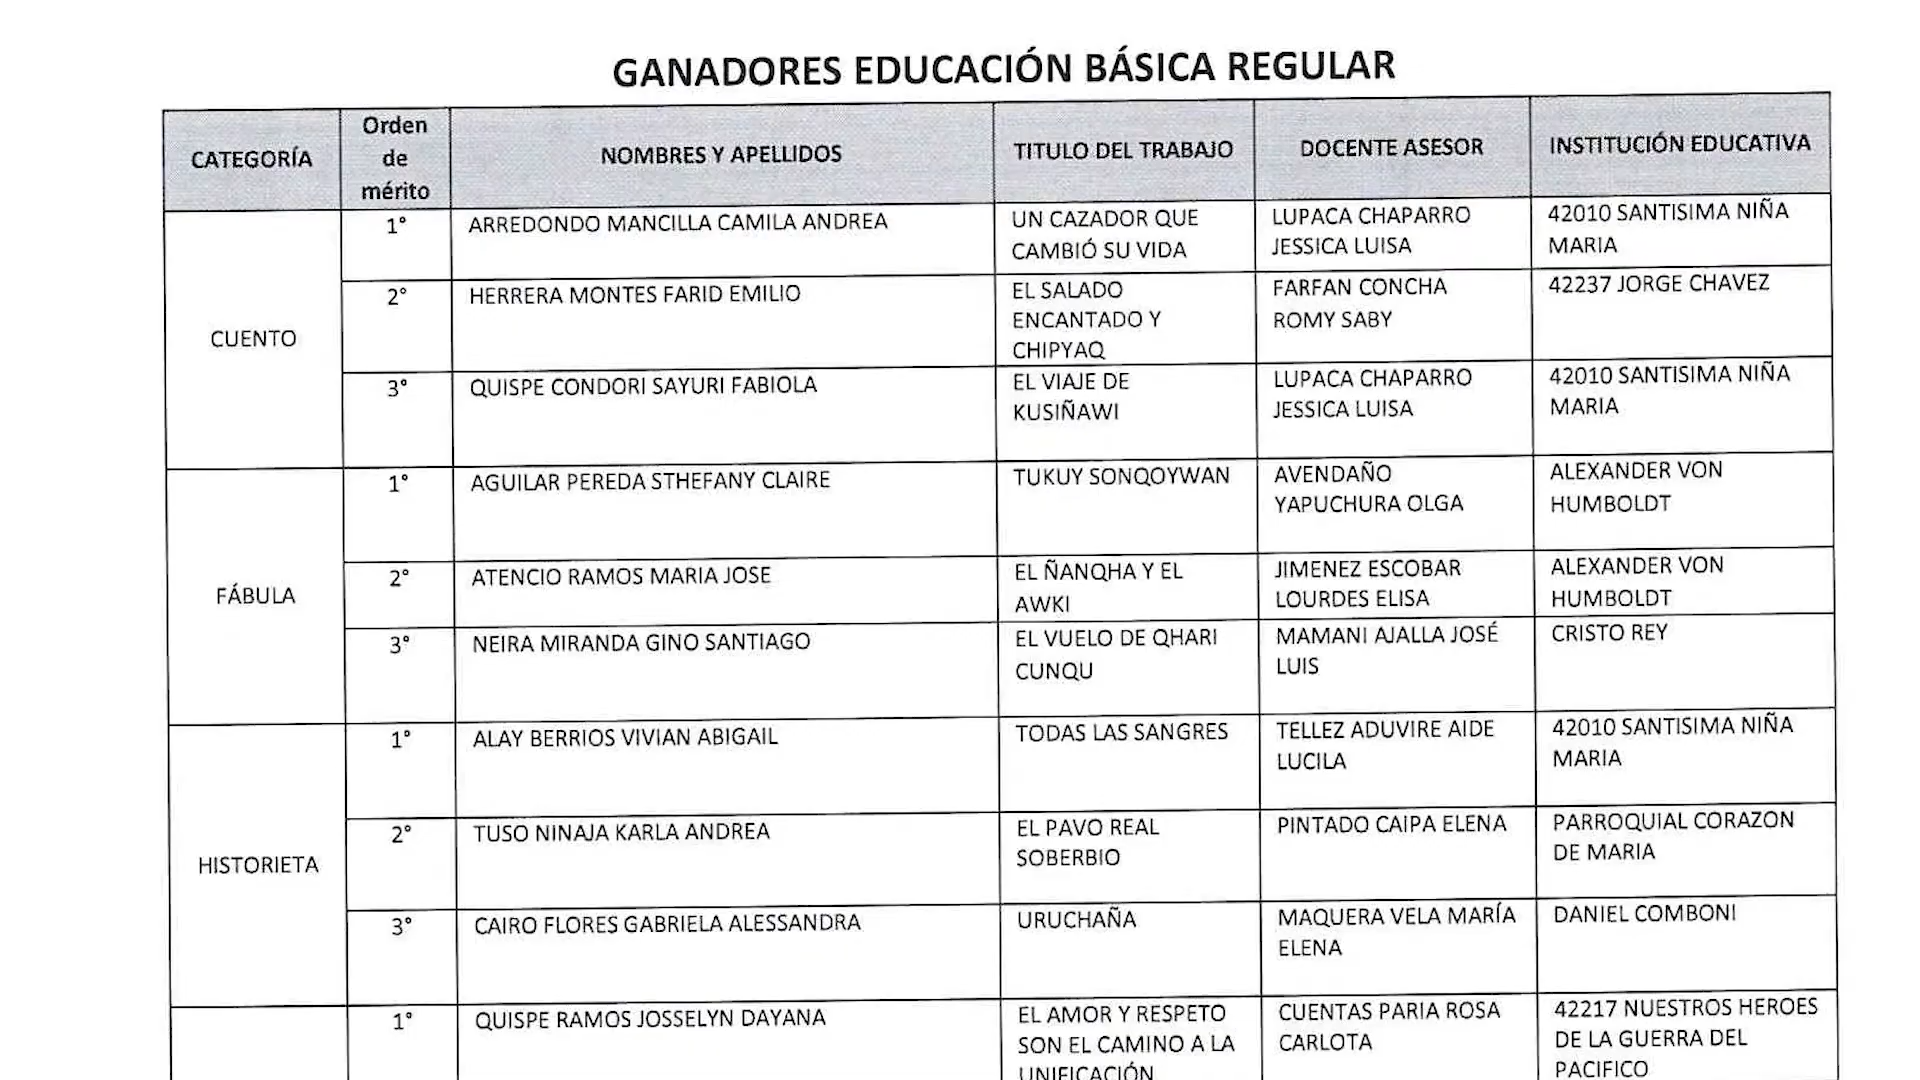 GANADORES EDUCACIÓN BÁSICA REGULAR
CATEGORÍA
Orden
de
mérito
NOMBRES Y APELLIDOS
TITULO DEL TRABAJO
DOCENTE ASESOR
INSTITUCIÓN EDUCATIVA
CUENTO
1°
ARREDONDO MANCILLA CAMILA ANDREA
UN CAZADOR QUE
CAMBIÓ SU VIDA
LUPACA CHAPARRO
JESSICA LUISA
42010 SANTISIMA NIÑA
MARIA
2°
HERRERA MONTES FARID EMILIO
EL SALADO
ENCANTADO Y
CHIPYAQ
FARFAN CONCHA
ROMY SABY
42237 JORGE CHAVEZ
3°
QUISPE CONDORI SAYURI FABIOLA
EL VIAJE DE
KUSIÑAWI
LUPACA CHAPARRO
JESSICA LUISA
42010 SANTISIMA NIÑA
MARIA
FÁBULA
1°
AGUILAR PEREDA STHEFANY CLAIRE
TUKUY SONQOYWAN
AVENDAÑO
YAPUCHURA OLGA
ALEXANDER VON
HUMBOLDT
2°
ATENCIO RAMOS MARIA JOSE
EL ÑANQHA Y EL
AWKI
JIMENEZ ESCOBAR
LOURDES ELISA
ALEXANDER VON
HUMBOLDT
3°
NEIRA MIRANDA GINO SANTIAGO
EL VUELO DE QHARI
CUNQU
MAMANI AJALLA JOSÉ
LUIS
CRISTO REY
HISTORIETA
1°
ALAY BERRIOS VIVIAN ABIGAIL
TODAS LAS SANGRES
TELLEZ ADUVIRE AIDE
LUCILA
42010 SANTISIMA NIÑA
MARIA
2°
TUSO NINAJA KARLA ANDREA
EL PAVO REAL
SOBERBIO
PINTADO CAIPA ELENA
PARROQUIAL CORAZON
DE MARIA
3°
CAIRO FLORES GABRIELA ALESSANDRA
URUCHAÑA
MAQUERA VELA MARÍA
ELENA
DANIEL COMBONI
1°
QUISPE RAMOS JOSSELYN DAYANA
EL AMOR Y RESPETO
SON EL CAMINO A LA
UNIFICACIÓN
CUENTAS PARIA ROSA
CARLOTA
42217 NUESTROS HEROES
DE LA GUERRA DEL
PACIFICO